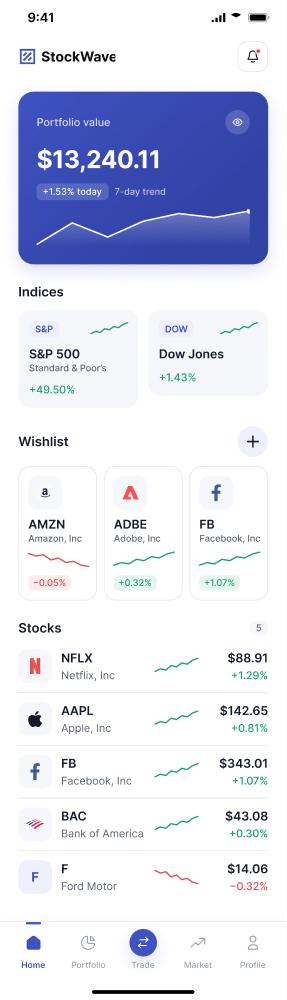 9:41
StockWave
Portfolio value
$13,240.11
+1.53% today 7-day trend
Indices
S&P
S&P 500
Standard & Poor's
+49.50%
DOW
Dow Jones
+1.43%
Wishlist
a
AMZN
Amazon, Inc
−0.05%
ADBE
Adobe, Inc
+0.32%
f
FB
Facebook, Inc
+1.07%
Stocks 5
N
NFLX $88.91
Netflix, Inc +1.29%
AAPL $142.65
Apple, Inc +0.81%
f
FB $343.01
Facebook, Inc +1.07%
BAC $43.08
Bank of America +0.30%
F
F $14.06
Ford Motor −0.32%
Home Portfolio Trade Market Profile